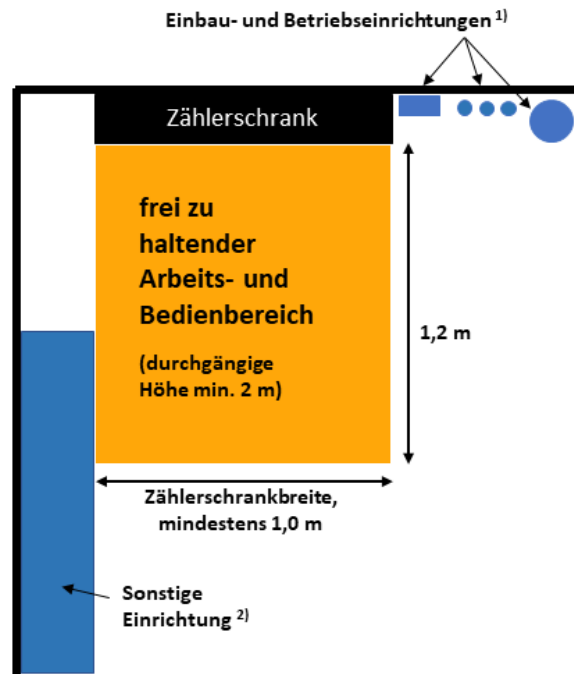 Einbau- und Betriebseinrichtungen 1)
Zählerschrank
frei zu
haltender
Arbeits- und
Bedienbereich
(durchgängige
Höhe min. 2 m)
1,2 m
Zählerschrankbreite,
mindestens 1,0 m
Sonstige
Einrichtung 2)